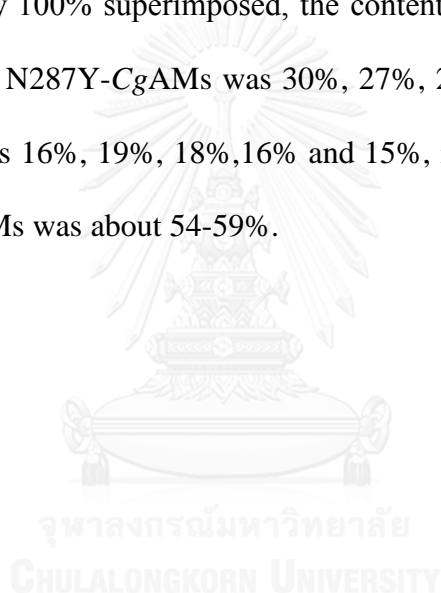 100% superimposed, the content
N287Y-CgAMs was 30%, 27%,
16%, 19%, 18%,16% and 15%,
was about 54-59%.
จุฬาลงกรณ์มหาวิทยาลัย
CHULALONGKORN UNIVERSITY